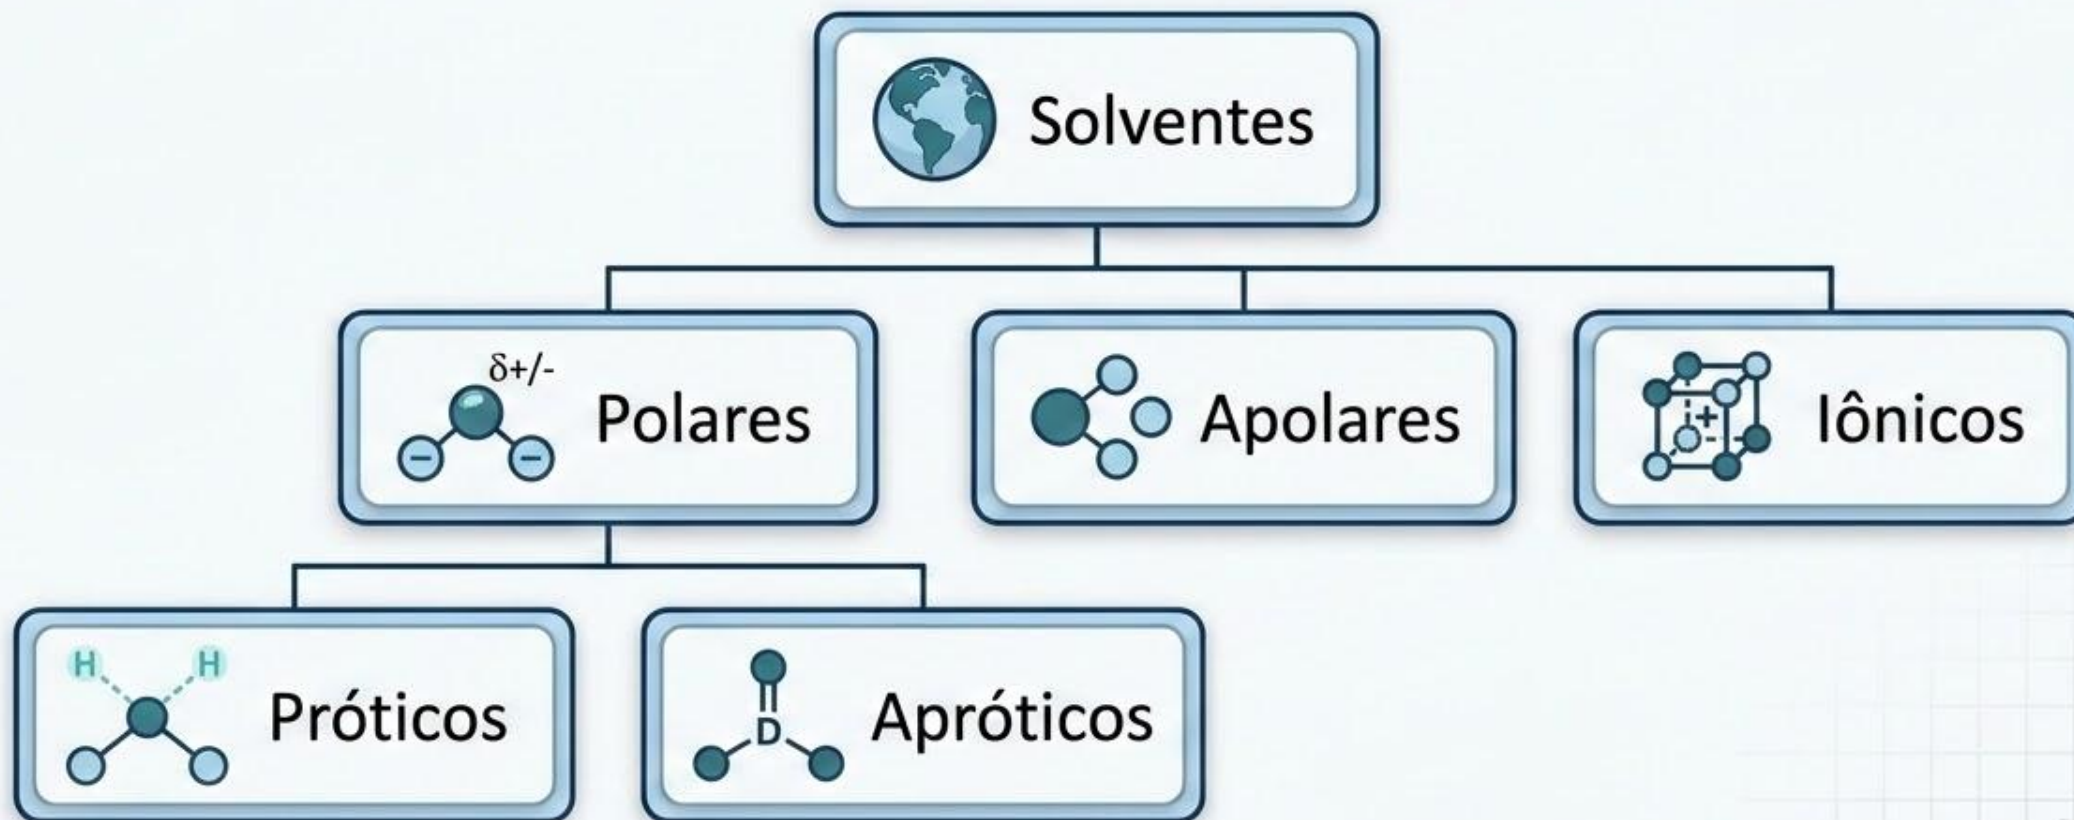 Solventes
δ+/-
− −
Polares
Apolares
+
Iônicos
H H
Próticos
D
Apróticos